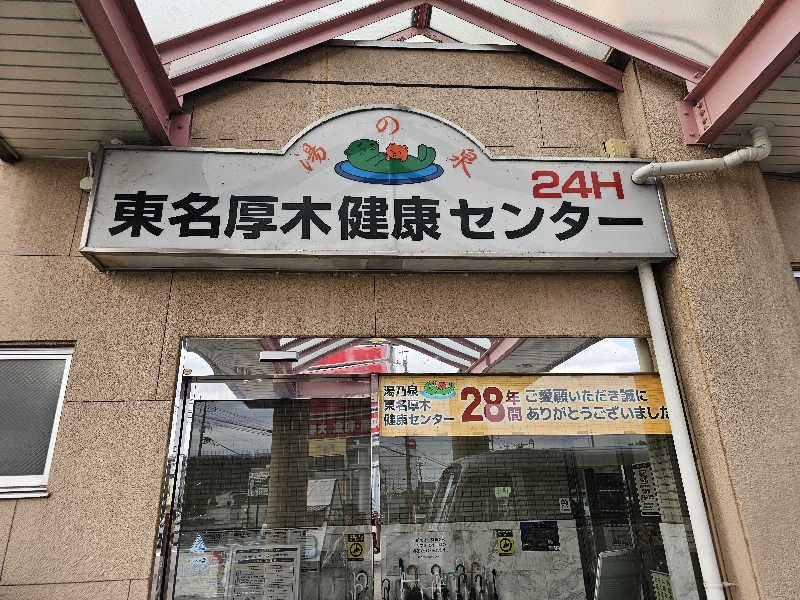 湯の泉
24H
東名厚木健康センター
湯乃泉
東名厚木
健康センター
28年間
ご愛顧いただき誠に
ありがとうございました